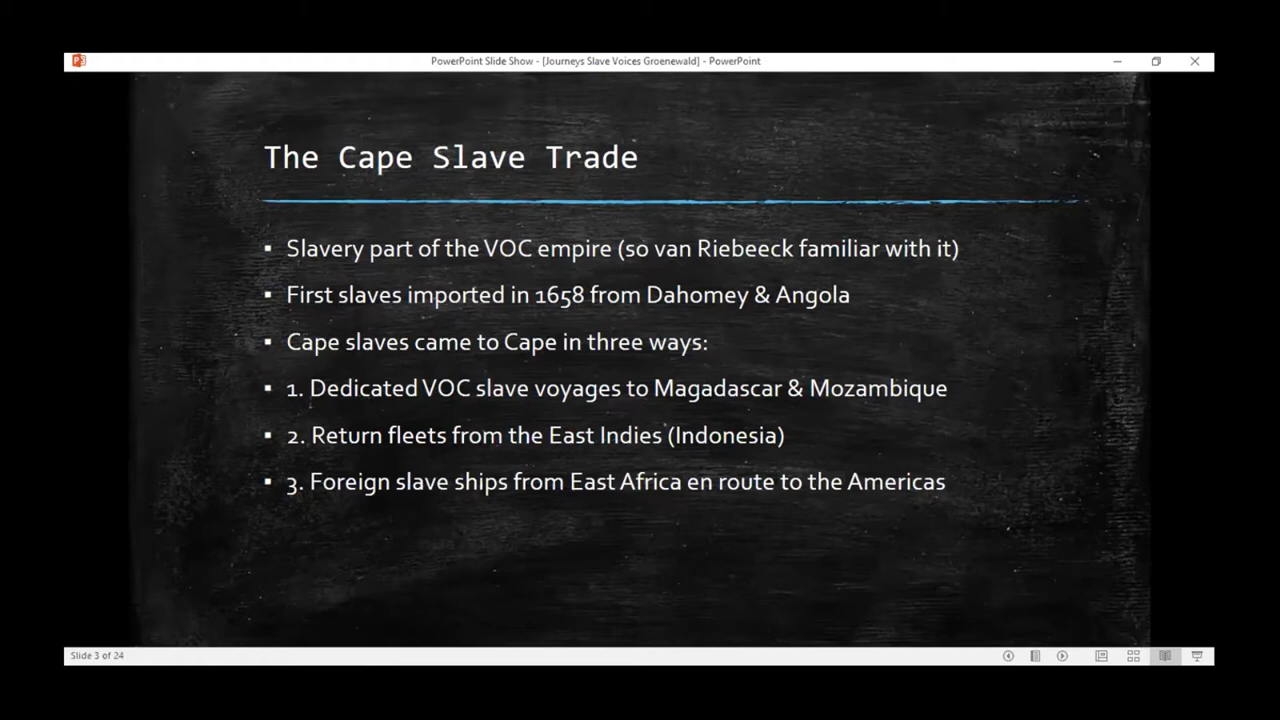 PowerPoint Slide Show - [Journeys Slave Voices Groenewald] - PowerPoint
The Cape Slave Trade
▪ Slavery part of the VOC empire (so van Riebeeck familiar with it)
▪ First slaves imported in 1658 from Dahomey & Angola
▪ Cape slaves came to Cape in three ways:
▪ 1. Dedicated VOC slave voyages to Magadascar & Mozambique
▪ 2. Return fleets from the East Indies (Indonesia)
▪ 3. Foreign slave ships from East Africa en route to the Americas
Slide 3 of 24